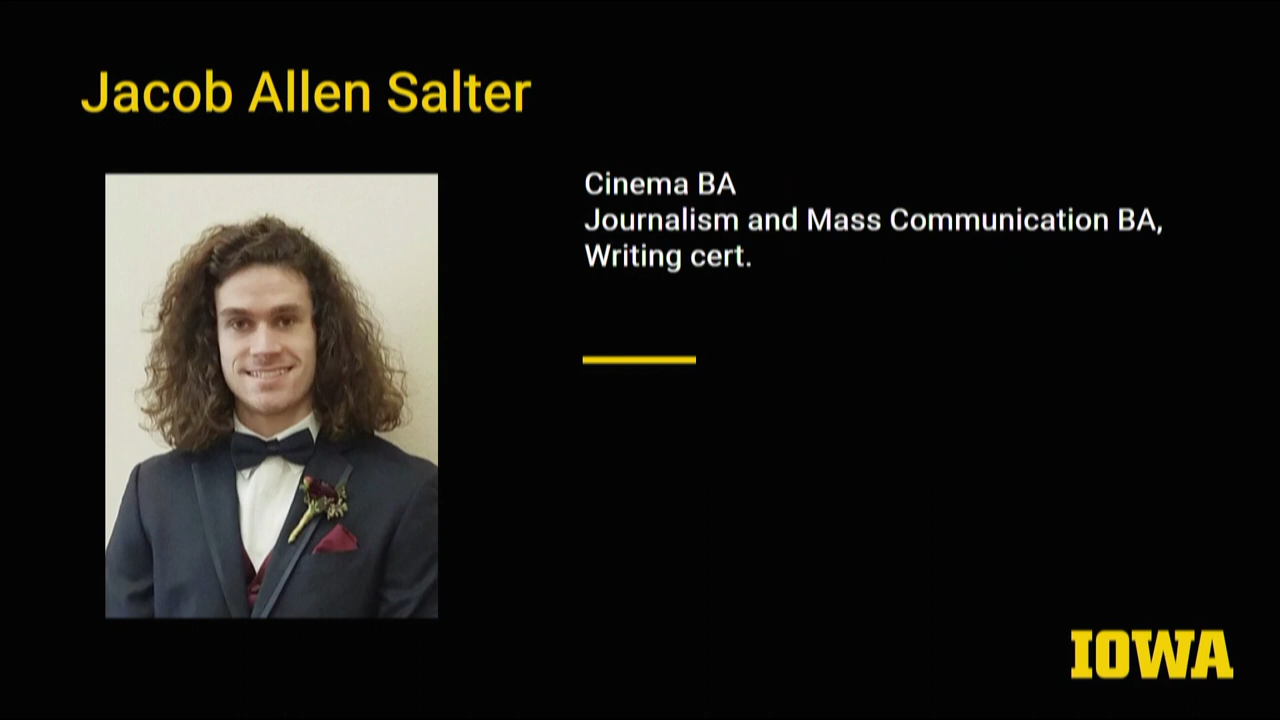 Jacob Allen Salter
Cinema BA
Journalism and Mass Communication BA,
Writing cert.
IOWA